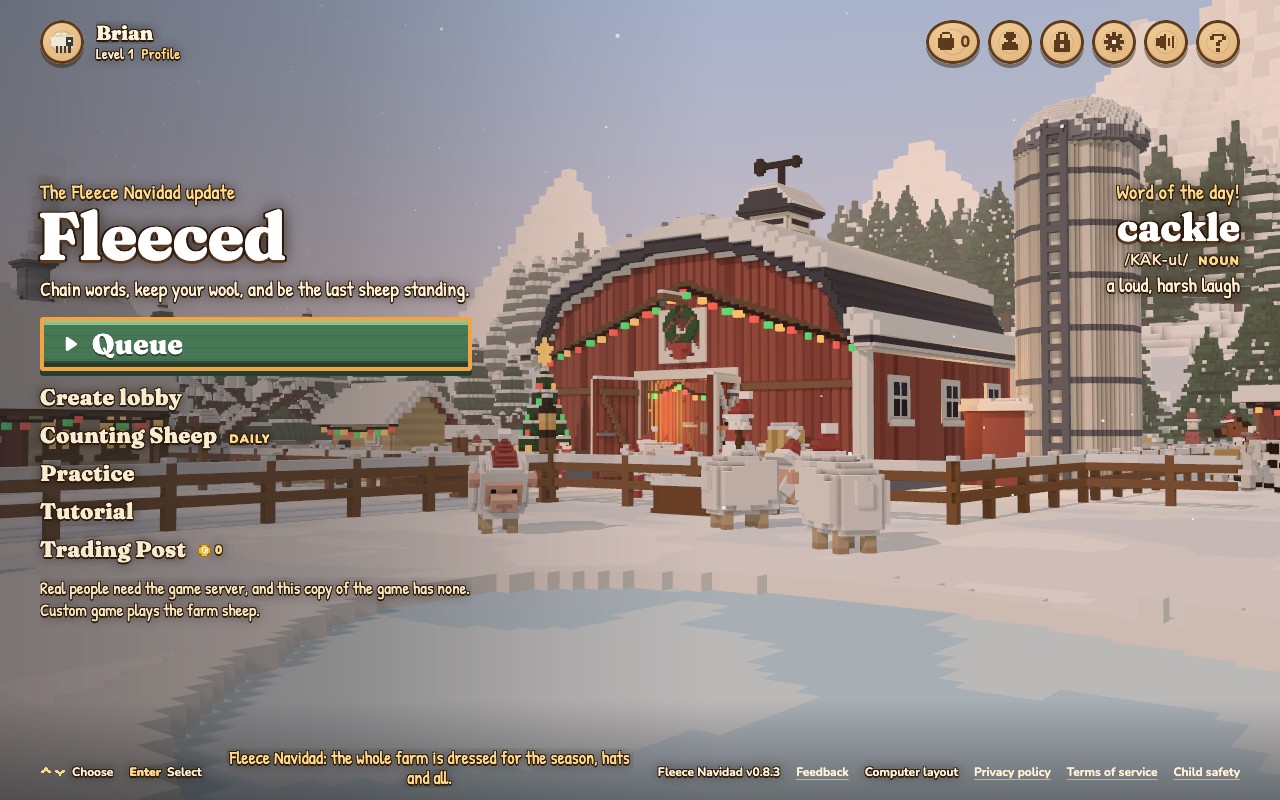 Brian
Level 1 Profile
0
The Fleece Navidad update
Fleeced
Chain words, keep your wool, and be the last sheep standing.
Queue
Create lobby
Counting Sheep DAILY
Practice
Tutorial
Trading Post 0
Real people need the game server, and this copy of the game has none.
Custom game plays the farm sheep.
Word of the day!
cackle
/KAK-ul/ NOUN
a loud, harsh laugh
Choose Enter Select
Fleece Navidad: the whole farm is dressed for the season, hats
and all.
Fleece Navidad v0.8.3 Feedback Computer layout Privacy policy Terms of service Child safety